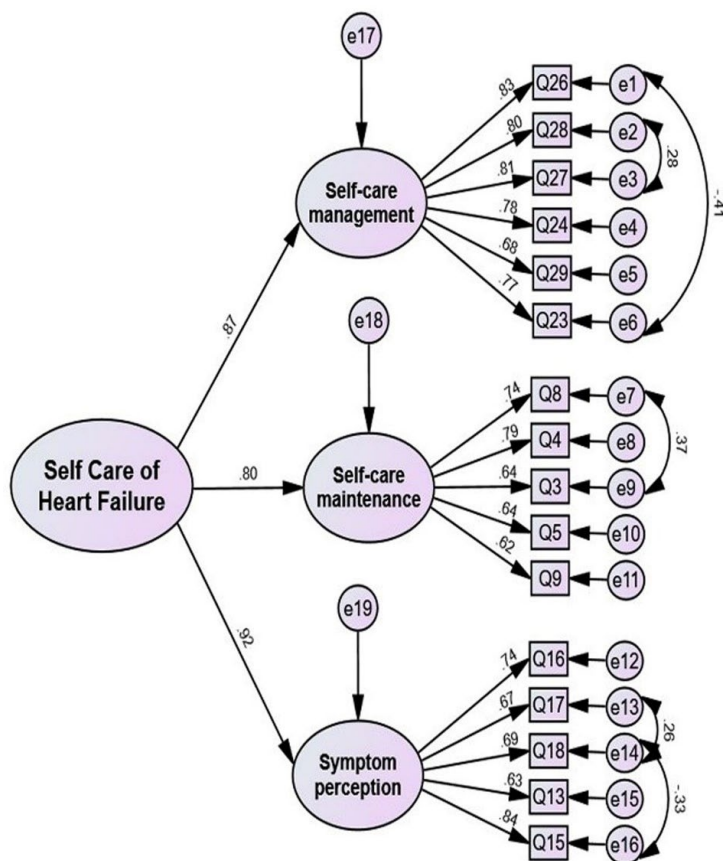 e17
.83
Q26
e1
.80
Q28
e2
.28
Self-care
management
.81
Q27
e3
.78
Q24
e4
-.41
.68
Q29
e5
.77
Q23
e6
.87
e18
.74
Q8
e7
.79
Q4
e8
.37
Self Care of
Heart Failure
.80
Self-care
maintenance
.64
Q3
e9
.64
Q5
e10
.62
Q9
e11
.92
e19
.74
Q16
e12
.67
Q17
e13
.26
Symptom
perception
.69
Q18
e14
.63
Q13
e15
-.33
.84
Q15
e16